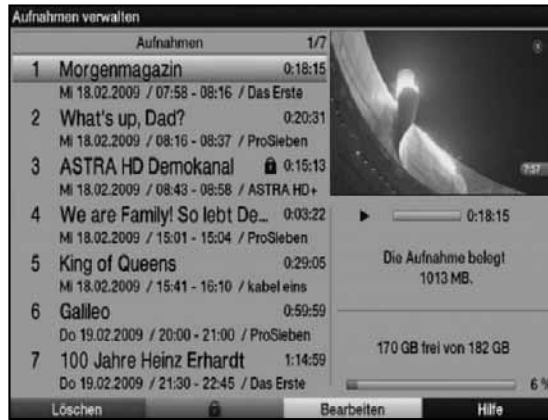 Aufnahmen verwalten
Aufnahmen 1/7
1 Morgenmagazin 0:18:15
Mi 18.02.2009 / 07:58 - 08:16 / Das Erste
2 What's up, Dad? 0:20:31
Mi 18.02.2009 / 08:16 - 08:37 / ProSieben
3 ASTRA HD Demokanal 0:15:13
Mi 18.02.2009 / 08:43 - 08:58 / ASTRA HD+
4 We are Family! So lebt De... 0:03:22
Mi 18.02.2009 / 15:01 - 15:04 / ProSieben
5 King of Queens 0:29:05
Mi 18.02.2009 / 15:41 - 16:10 / kabel eins
6 Galileo 0:59:59
Do 19.02.2009 / 20:00 - 21:00 / ProSieben
7 100 Jahre Heinz Erhardt 1:14:59
Do 19.02.2009 / 21:30 - 22:45 / Das Erste
7:57
0:18:15
Die Aufnahme belegt
1013 MB.
170 GB frei von 182 GB
6 %
Löschen Bearbeiten Hilfe